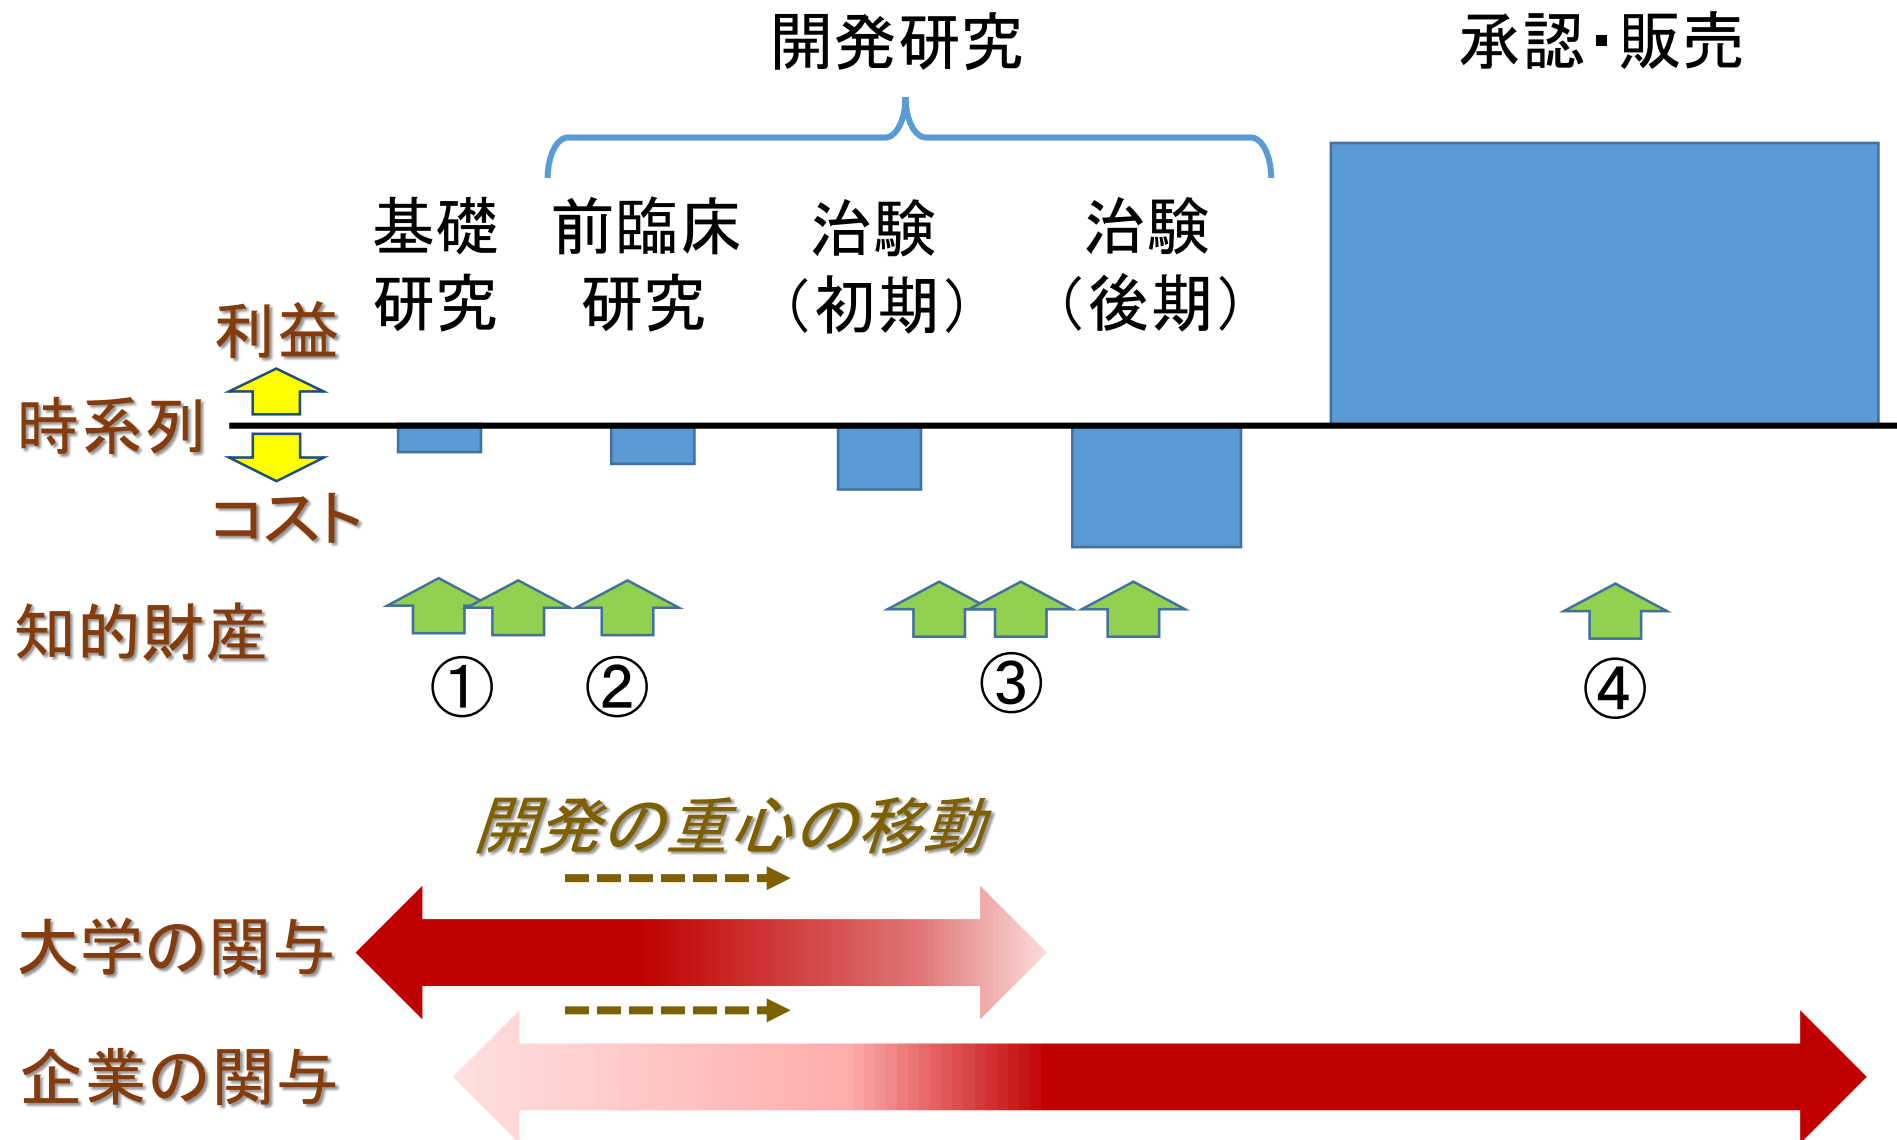 開発研究
承認・販売
基礎
研究
前臨床
研究
治験
（初期）
治験
（後期）
利益
時系列
コスト
知的財産
①
②
③
④
開発の重心の移動
大学の関与
企業の関与